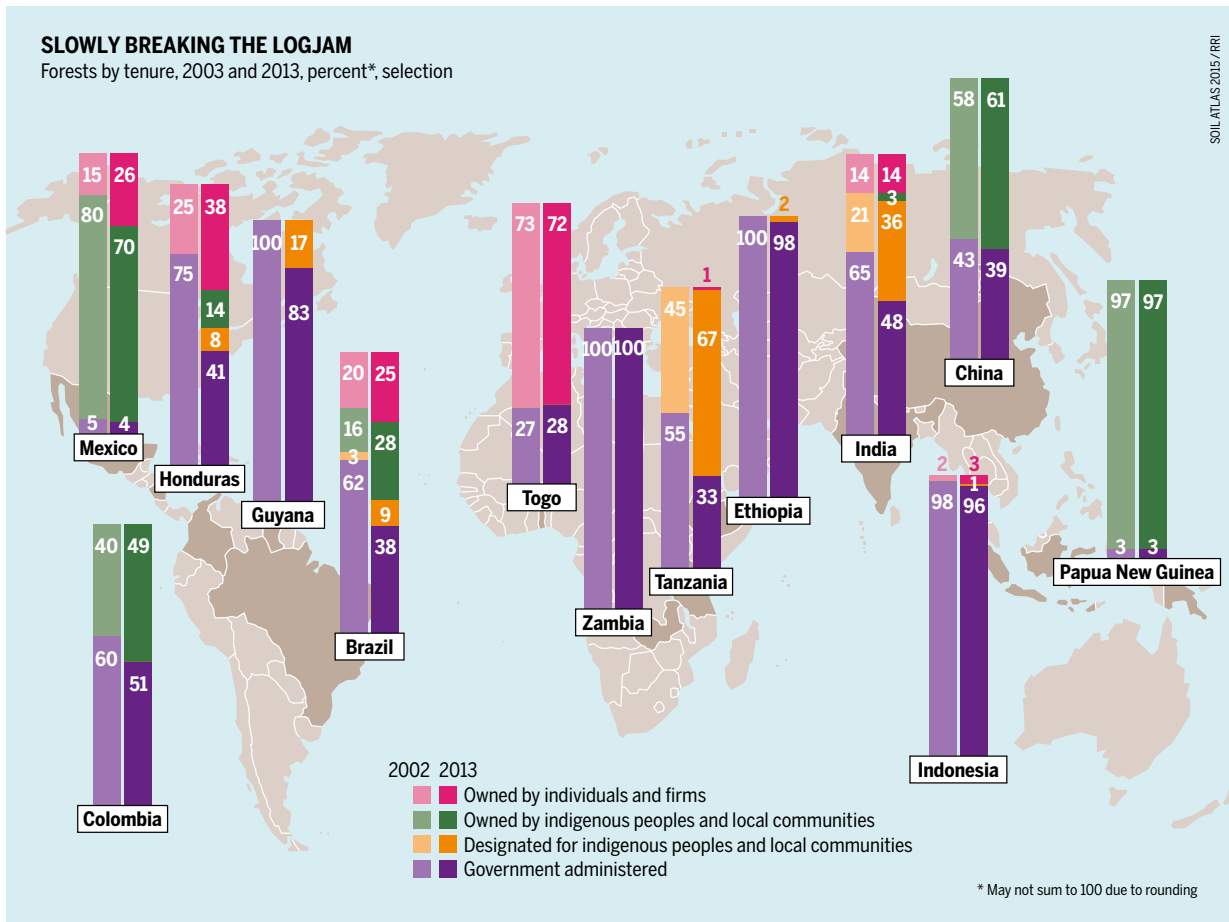 SLOWLY BREAKING THE LOGJAM
Forests by tenure, 2003 and 2013, percent*, selection
SOIL ATLAS 2015 / RRI
15 26
80
70
5 4
Mexico
25 38
75
14
8
41
Honduras
100 17
83
Guyana
20 25
16
28
3
62
9
38
Brazil
40 49
60
51
Colombia
73 72
27 28
Togo
100 100
Zambia
1
45
67
55
33
Tanzania
2
100 98
Ethiopia
14 14
3
21 36
65
48
India
58 61
43 39
China
2 3
1
98 96
Indonesia
97 97
3 3
Papua New Guinea
2002 2013
Owned by individuals and firms
Owned by indigenous peoples and local communities
Designated for indigenous peoples and local communities
Government administered
* May not sum to 100 due to rounding